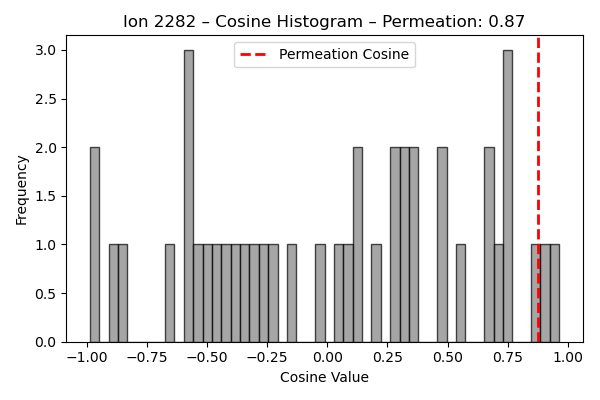 Ion 2282 – Cosine Histogram – Permeation: 0.87
Permeation Cosine
3.0
2.5
2.0
1.5
1.0
0.5
0.0
Frequency
−1.00 −0.75 −0.50 −0.25 0.00 0.25 0.50 0.75 1.00
Cosine Value